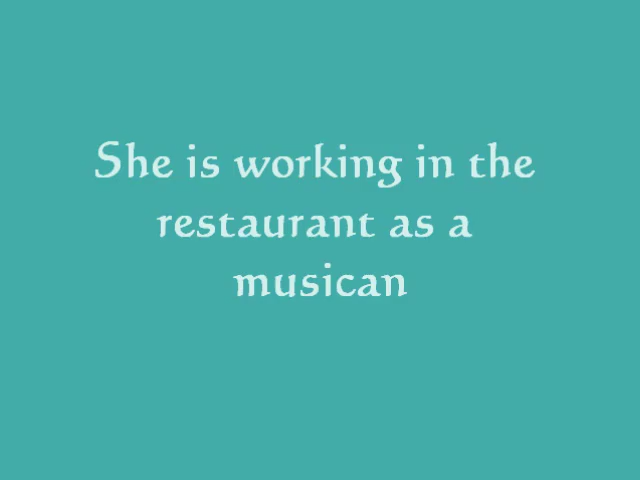 She is working in the
restaurant as a
musican